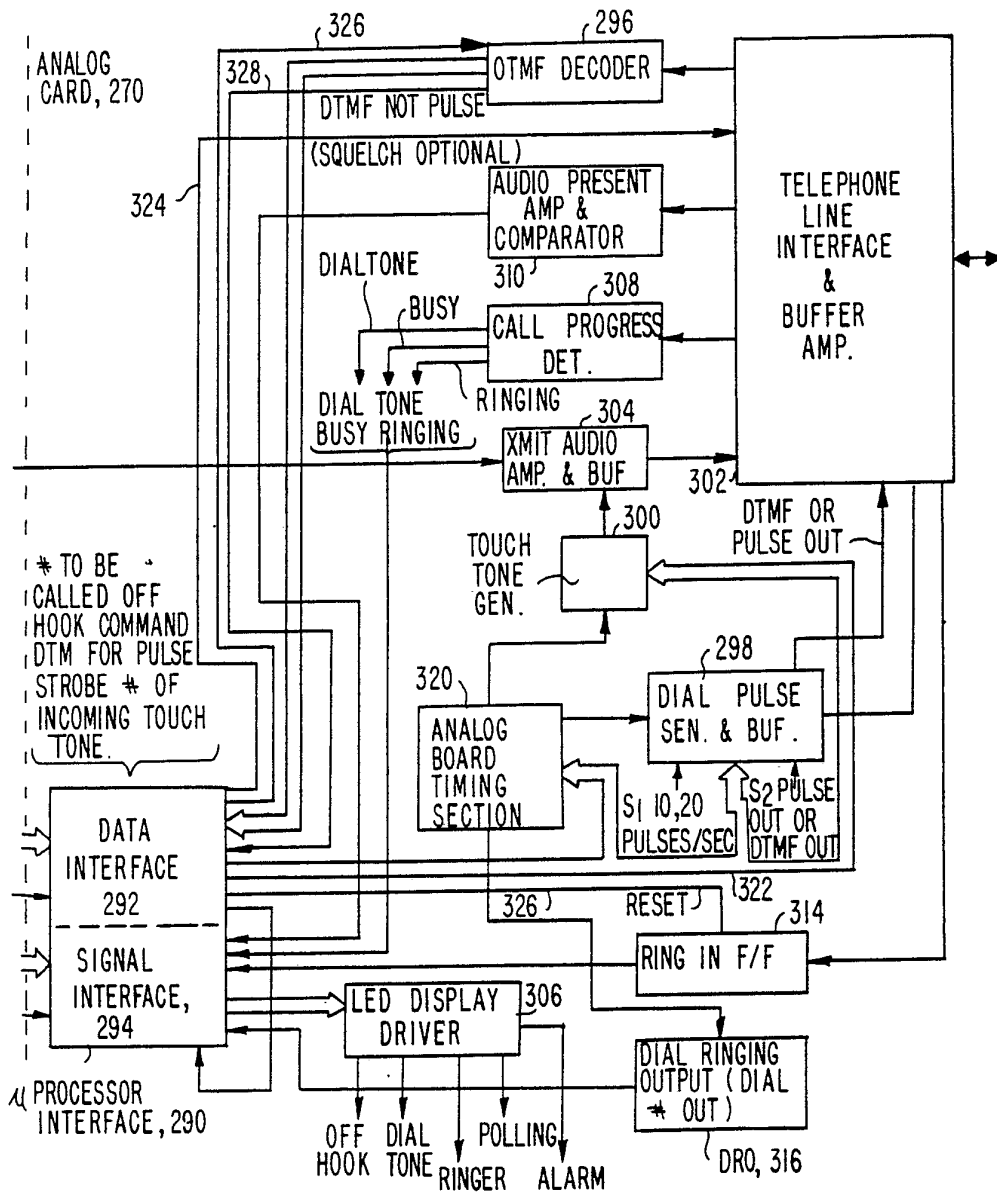 326
296
ANALOG
CARD, 270
328
OTMF DECODER
DTMF NOT PULSE
(SQUELCH OPTIONAL)
324
AUDIO PRESENT
AMP &
COMPARATOR
310
TELEPHONE
LINE
INTERFACE
&
BUFFER
AMP.
DIALTONE
308
BUSY
CALL PROGRESS
DET.
RINGING
DIAL TONE
BUSY RINGING
304
XMIT AUDIO
AMP. & BUF
302
300
DTMF OR
PULSE OUT
TOUCH
TONE
GEN.
# TO BE
CALLED OFF
HOOK COMMAND
DTM FOR PULSE
STROBE # OF
INCOMING TOUCH
TONE.
298
320
DIAL PULSE
SEN. & BUF.
ANALOG
BOARD
TIMING
SECTION
S1 10,20
PULSES/SEC
S2 PULSE
OUT OR
DTMF OUT
DATA
INTERFACE
292
322
326
RESET
314
SIGNAL
INTERFACE,
294
RING IN F/F
LED DISPLAY
DRIVER
306
DIAL RINGING
OUTPUT (DIAL
# OUT)
μ PROCESSOR
INTERFACE, 290
OFF
HOOK
DIAL
TONE
RINGER
POLLING
ALARM
DRO, 316